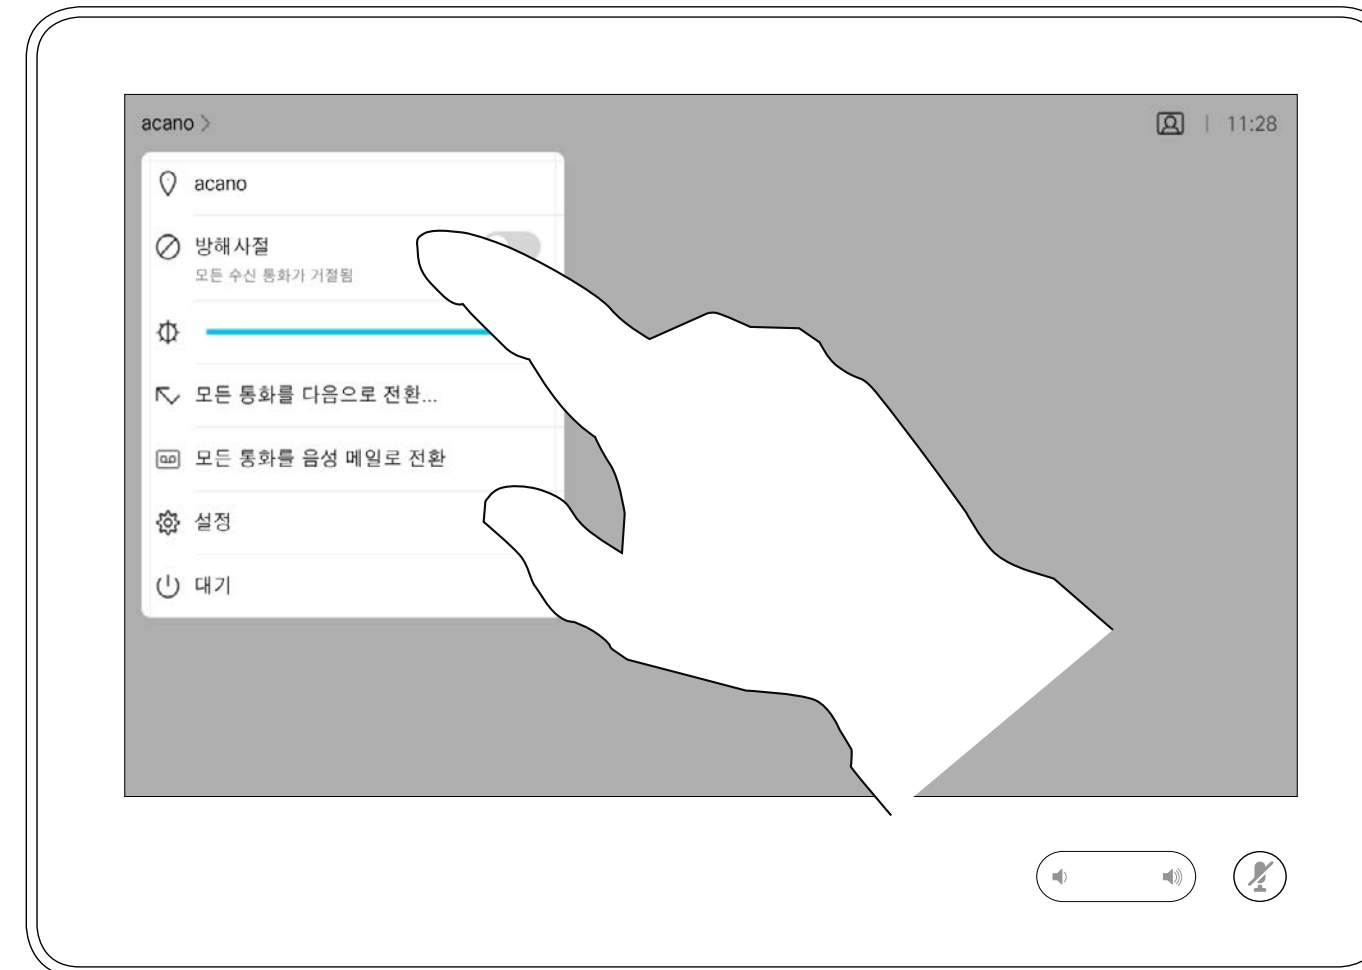 acano >
11:28
acano
방해사절
모든 수신 통화가 거절됨
모든 통화를 다음으로 전환...
모든 통화를 음성 메일로 전환
설정
대기